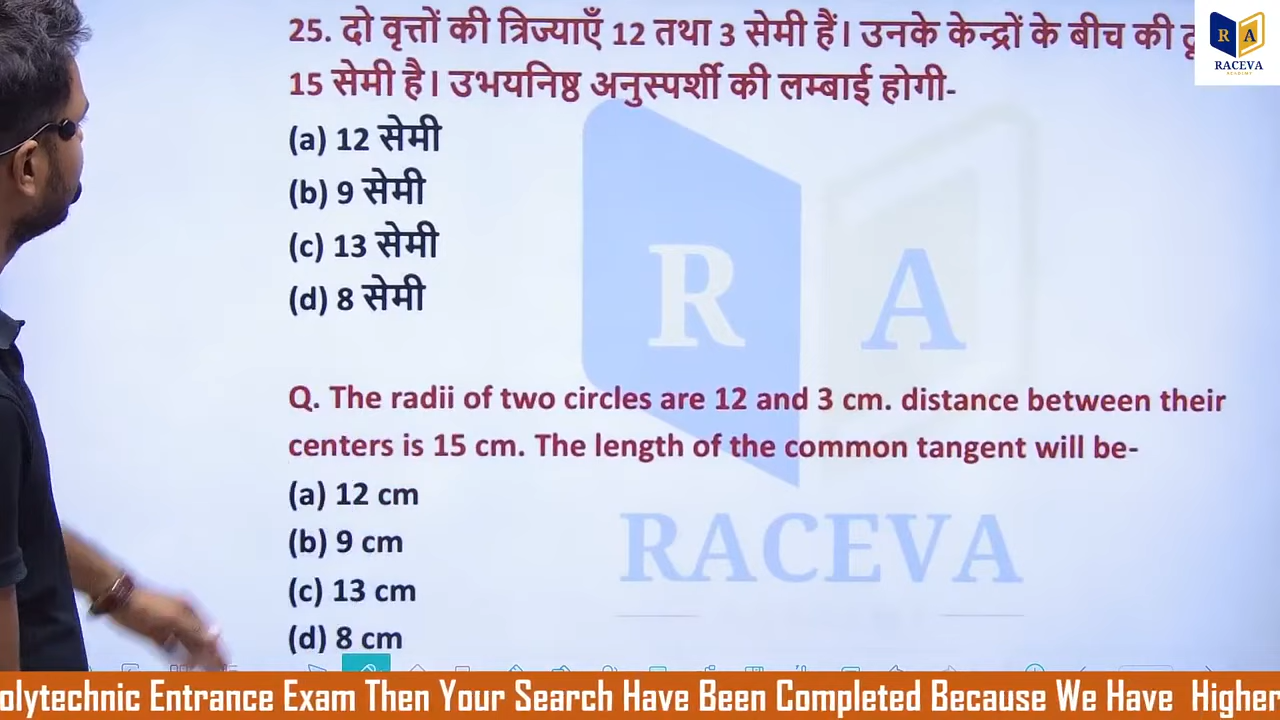 25. दो वृत्तों की त्रिज्याएँ 12 तथा 3 सेमी हैं। उनके केन्द्रों के बीच की
15 सेमी है। उभयनिष्ठ अनुस्पर्शी की लम्बाई होगी-
(a) 12 सेमी
(b) 9 सेमी
(c) 13 सेमी
(d) 8 सेमी
Q. The radii of two circles are 12 and 3 cm. distance between their
centers is 15 cm. The length of the common tangent will be-
(a) 12 cm
(b) 9 cm
(c) 13 cm
(d) 8 cm
R A
RACEVA
R A
RACEVA
ACADEMY
olytechnic Entrance Exam Then Your Search Have Been Completed Because We Have Higher